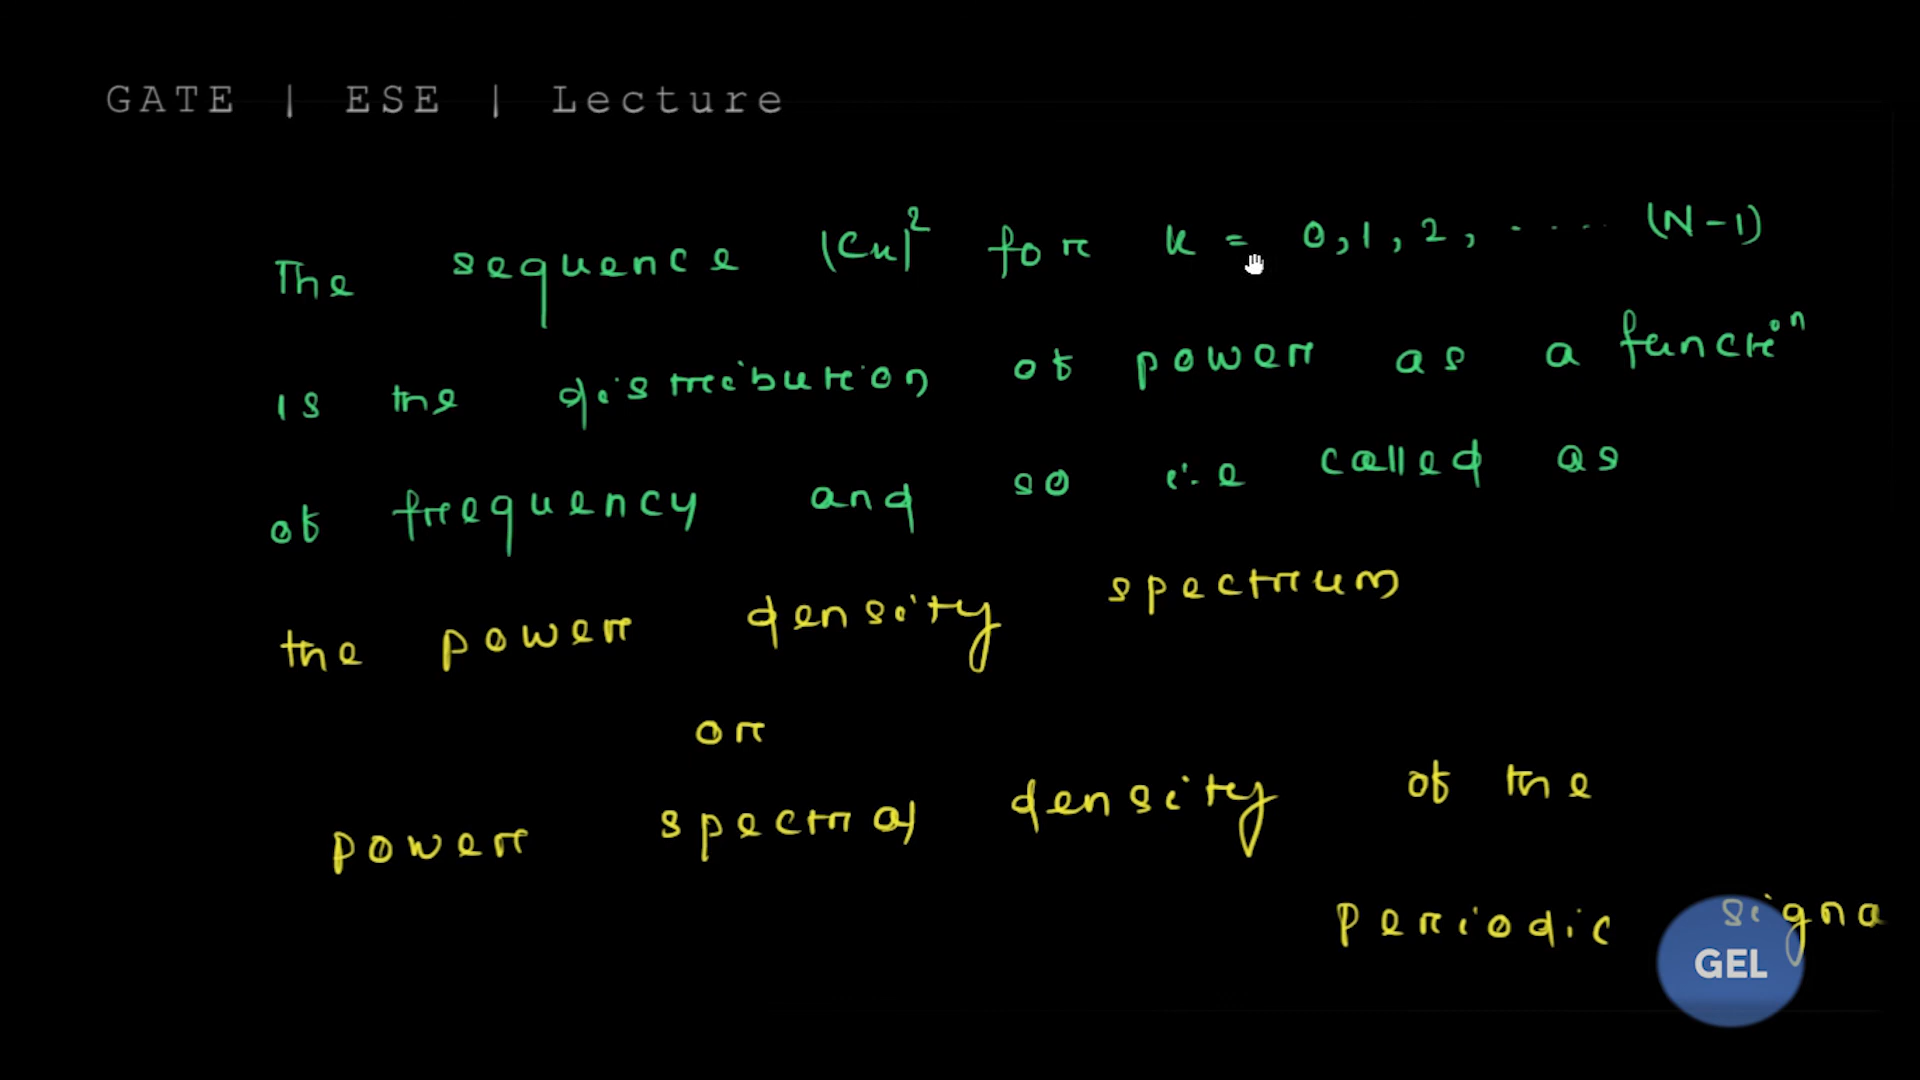 GATE | ESE | Lecture
The sequence |Ck|² for k = 0, 1, 2, ..... (N-1)
is the distribution of power as a function
of frequency and so i.e called as
the power density spectrum
or
power spectral density of the
periodic signa
GEL